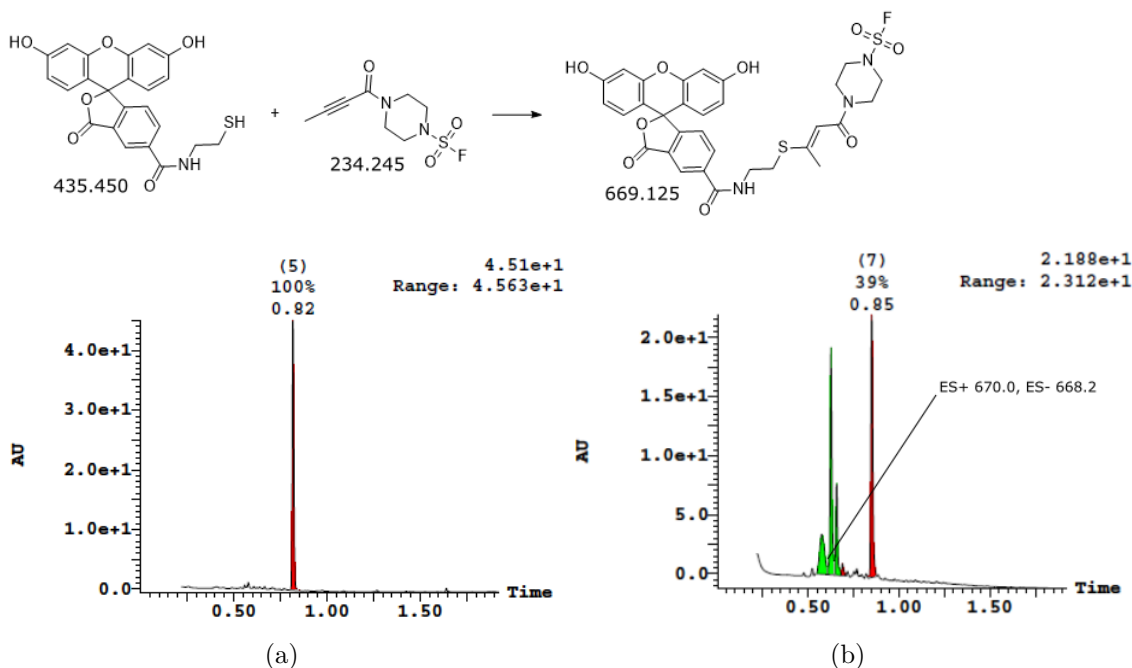 HO
O
OH
O
O
SH
O
NH
435.450
+
O
N
N
O
S
O
F
234.245
F
O
S
O
N
N
O
HO
O
OH
O
O
S
O
NH
669.125
(5)
100%
0.82
4.51e+1
Range: 4.563e+1
4.0e+1
3.0e+1
2.0e+1
1.0e+1
0.0
AU
0.50
1.00
1.50
Time
(a)
(7)
39%
0.85
2.188e+1
Range: 2.312e+1
2.0e+1
1.5e+1
1.0e+1
5.0
0.0
AU
ES+ 670.0, ES- 668.2
0.50
1.00
1.50
Time
(b)